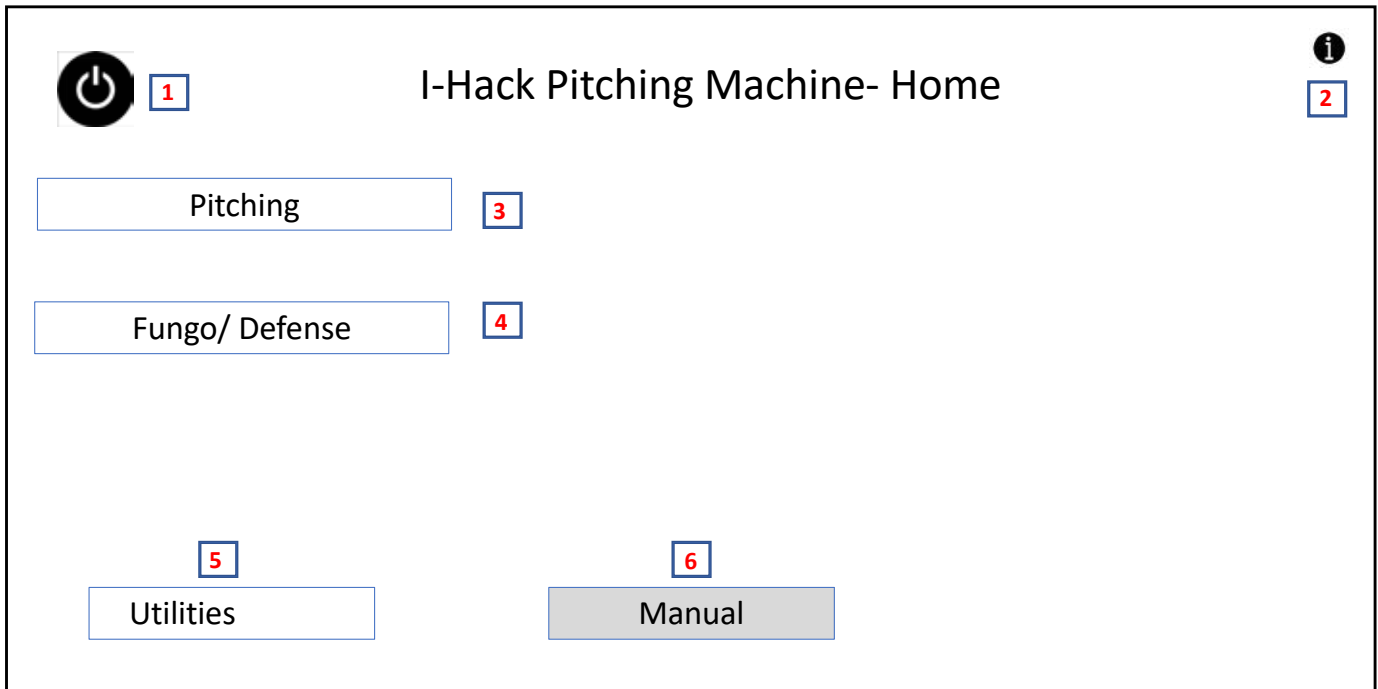 1
I-Hack Pitching Machine- Home
i
2
Pitching
3
Fungo/ Defense
4
5
6
Utilities
Manual